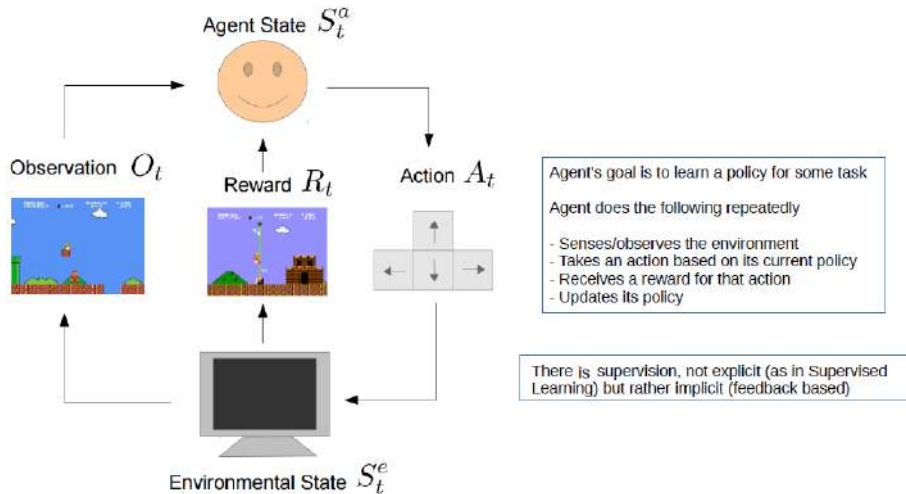 Agent State S_t^a
Observation O_t
Reward R_t
Action A_t
Agent's goal is to learn a policy for some task
Agent does the following repeatedly
- Senses/observes the environment
- Takes an action based on its current policy
- Receives a reward for that action
- Updates its policy
There is supervision, not explicit (as in Supervised
Learning) but rather implicit (feedback based)
Environmental State S_t^e